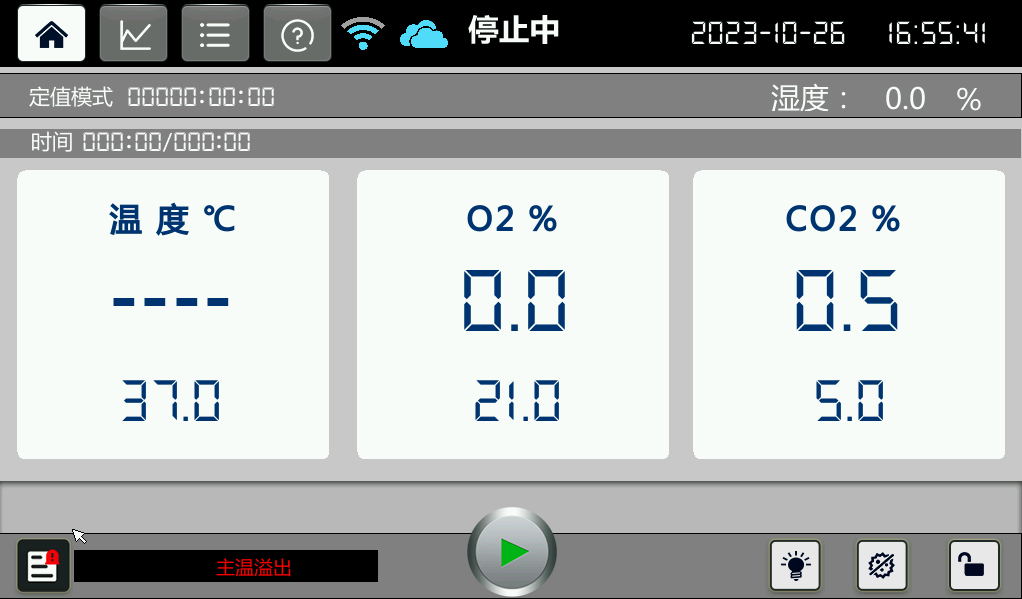 停止中 2023-10-26 16:55:41
定值模式 00000:00:00 湿度： 0.0 %
时间 000:00/000:00
温度 ℃ O2 % CO2 %
---- 0.0 0.5
37.0 21.0 5.0
主温溢出